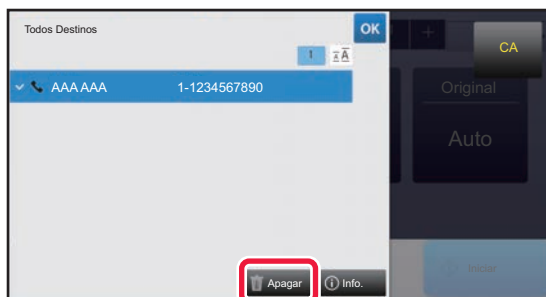 Todos Destinos
OK
CA
1
AAA AAA 1-1234567890
Original
Auto
Apagar
Info.
Iniciar